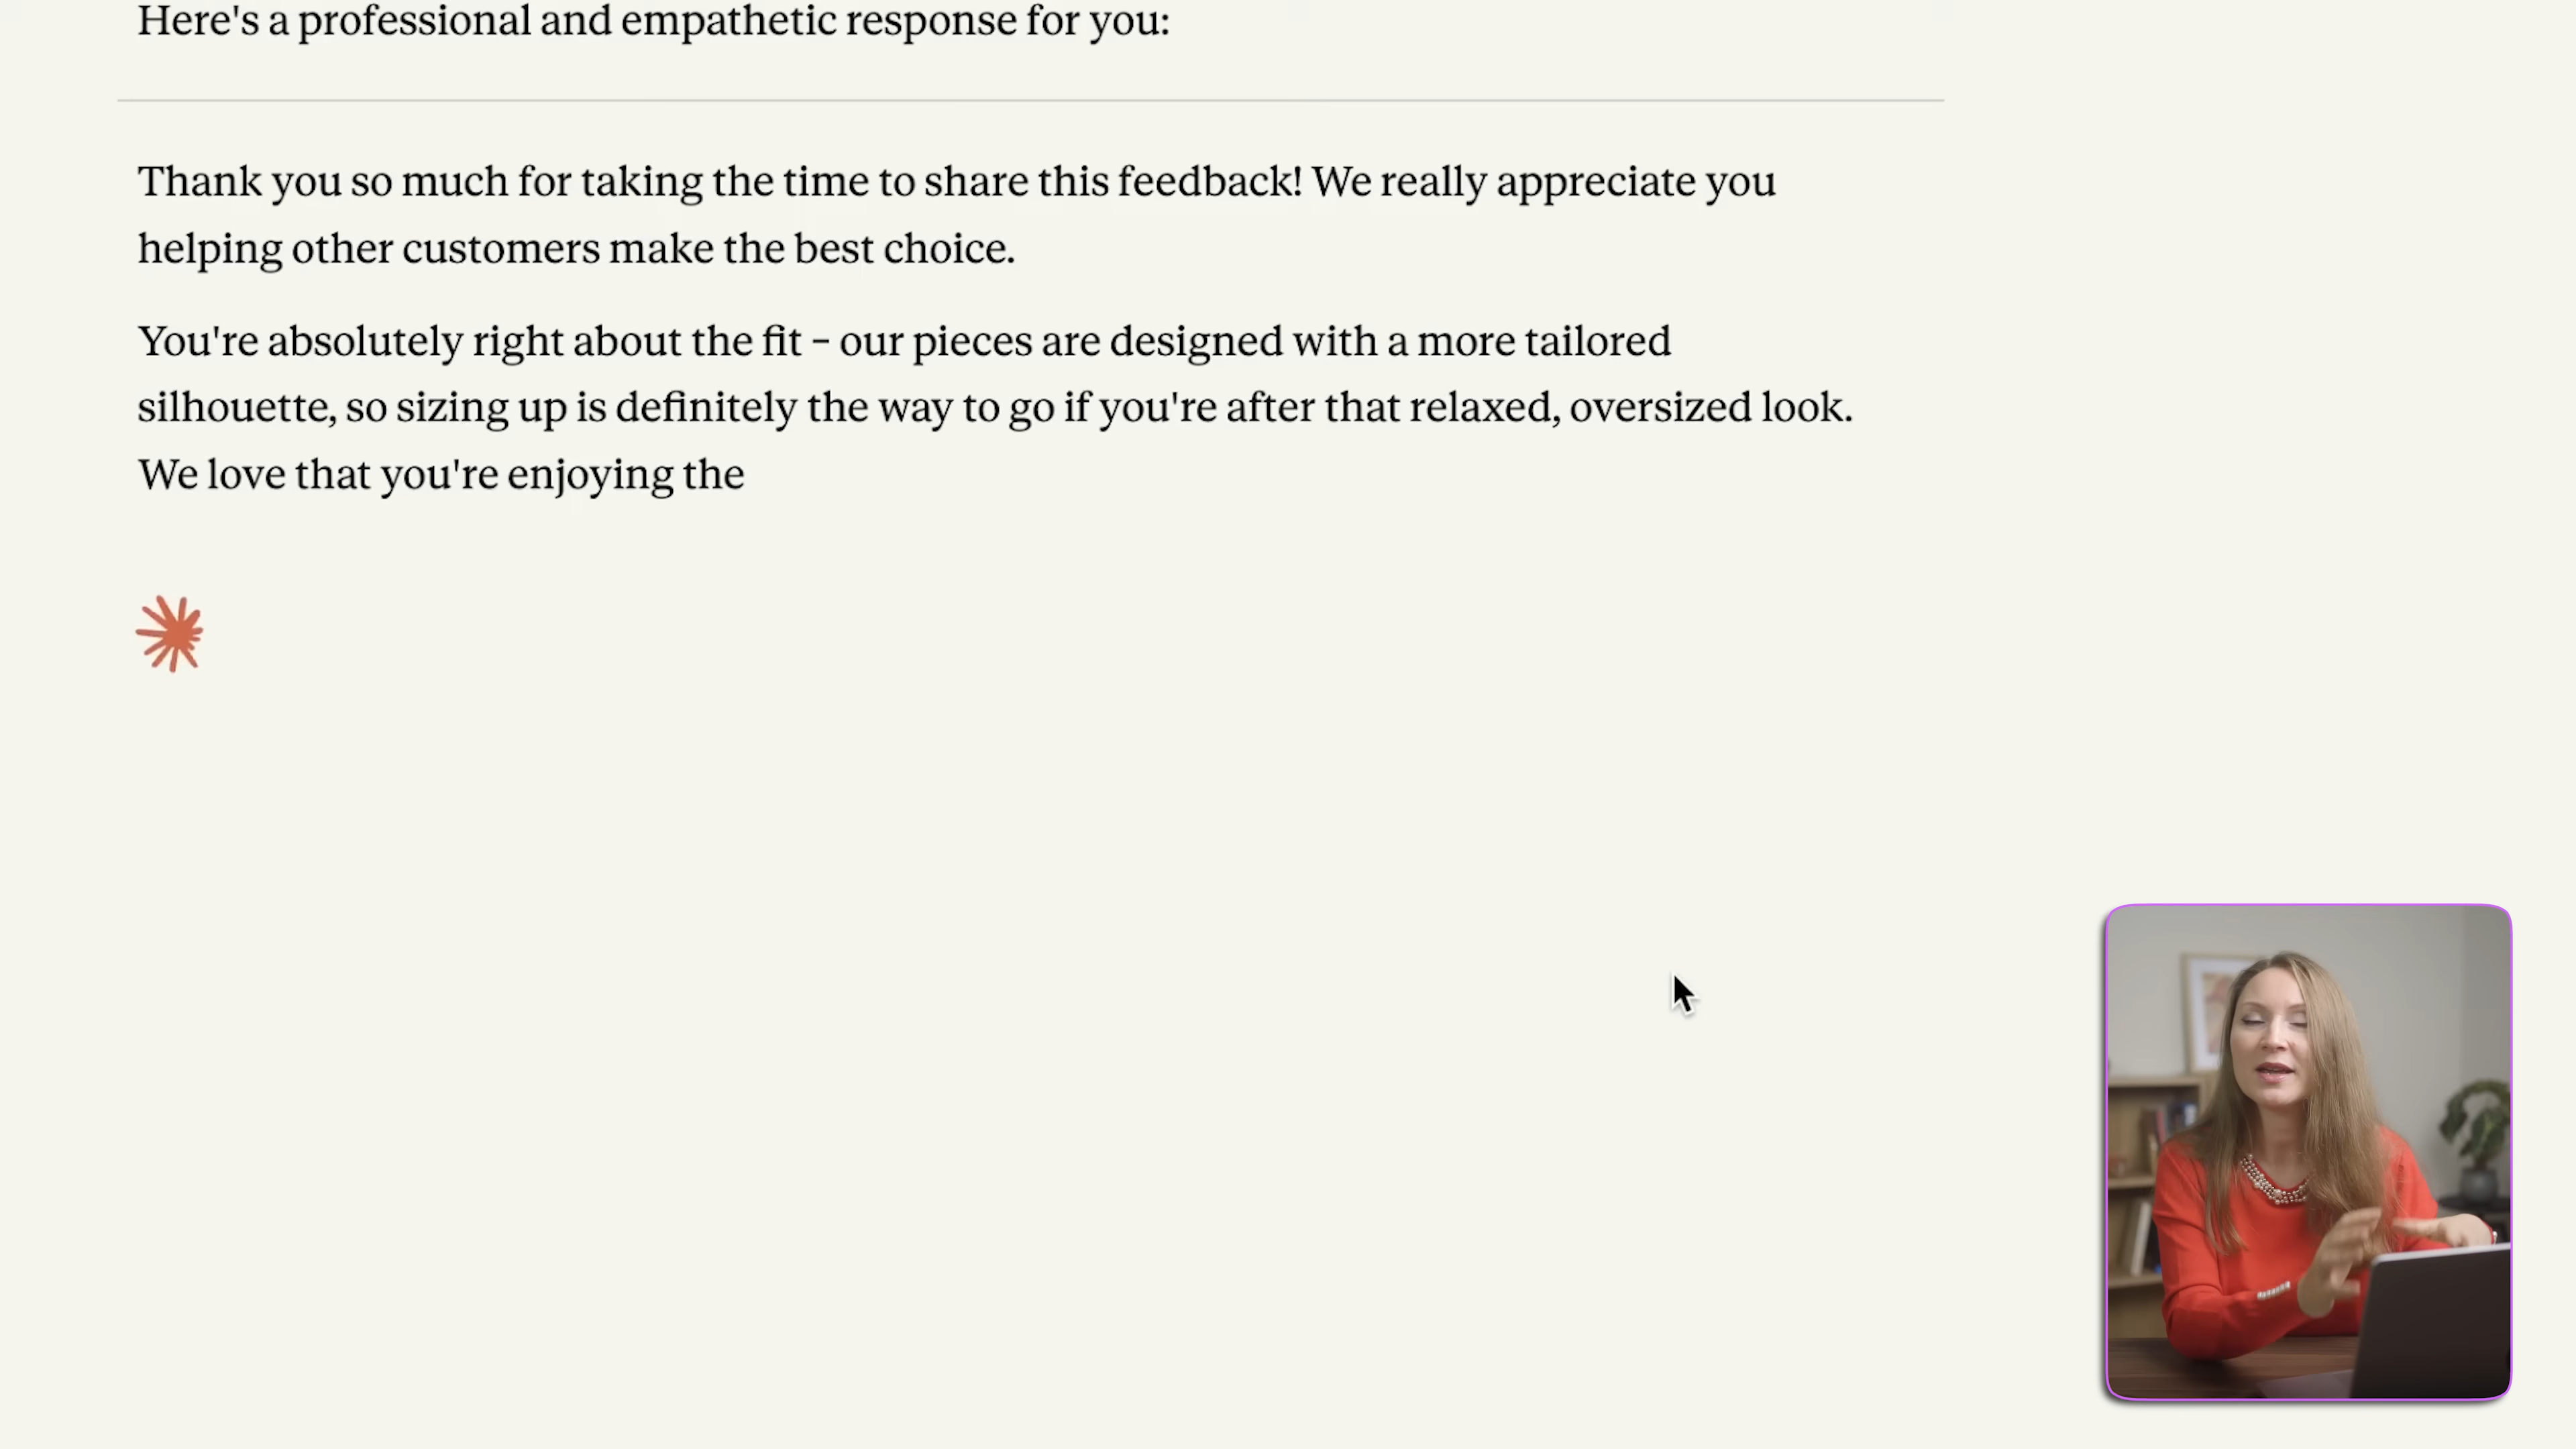 Here's a professional and empathetic response for you:
Thank you so much for taking the time to share this feedback! We really appreciate you
helping other customers make the best choice.
You're absolutely right about the fit – our pieces are designed with a more tailored
silhouette, so sizing up is definitely the way to go if you're after that relaxed, oversized look.
We love that you're enjoying the